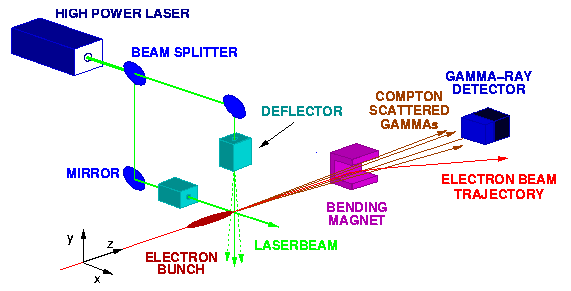 HIGH POWER LASER
BEAM SPLITTER
GAMMA-RAY
DETECTOR
COMPTON
SCATTERED
GAMMAs
DEFLECTOR
MIRROR
ELECTRON BEAM
TRAJECTORY
BENDING
MAGNET
LASERBEAM
ELECTRON
BUNCH
y
z
x